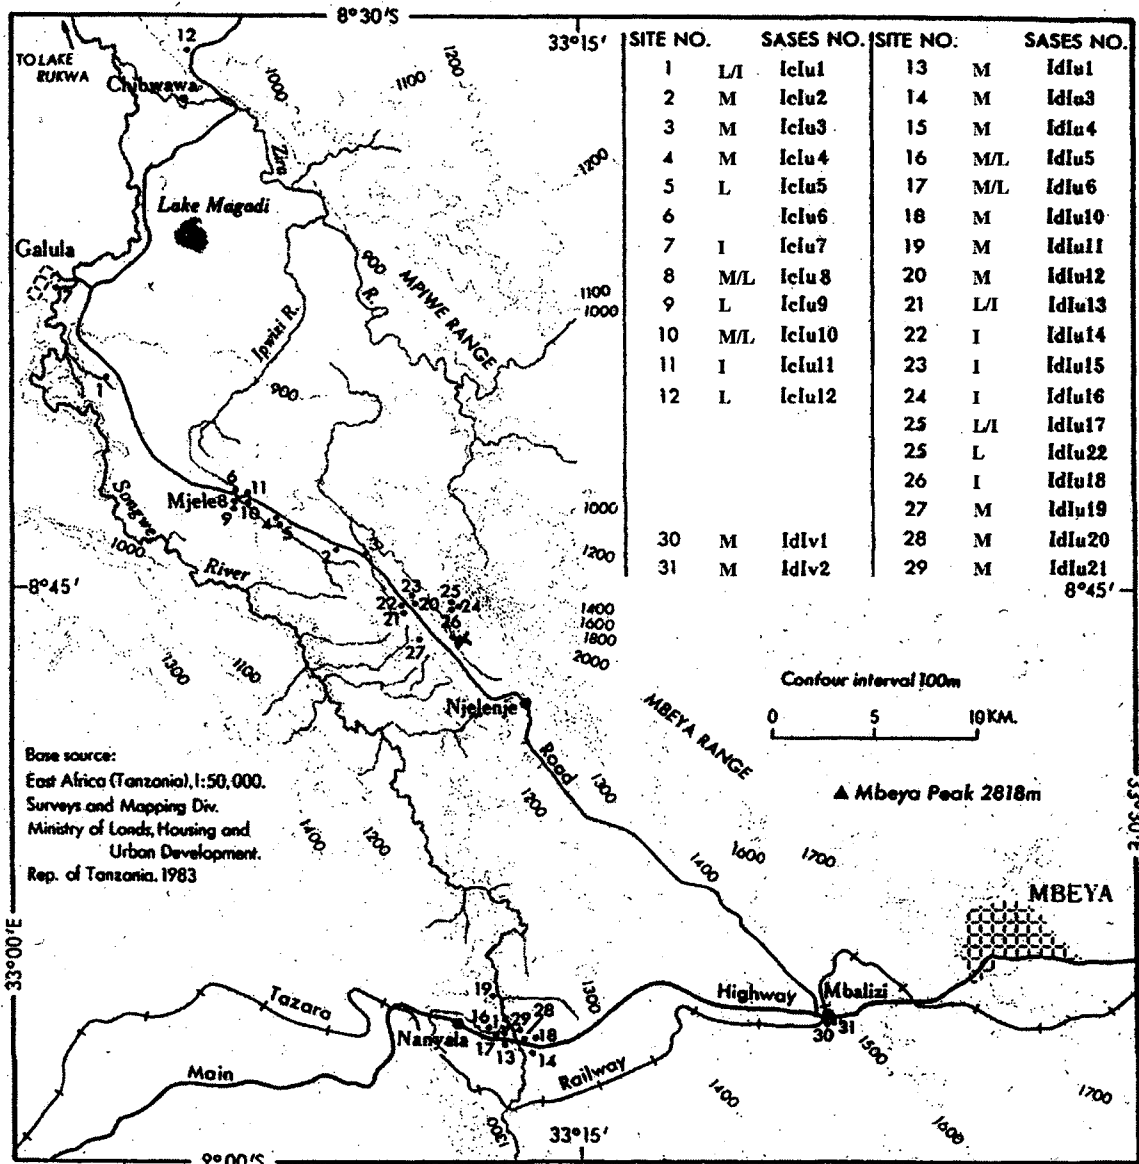 8°30'S
33°15'
12
TO LAKE
RUKWA
Chibwawa
1000
1100
1200
Zira
1200
Lake Magadi
Galula
900
R.
MPIWE RANGE
1100
1000
Ipwizi R.
900
1
6
11
Mjele
8
10
9
4
5
2
Songwe
River
1000
1000
1200
8°45'
23
25
22
20
24
21
26
27
1400
1600
1800
2000
1300
1100
Njelenje
Road
MBEYA RANGE
1300
1200
SITE NO. SASES NO. SITE NO. SASES NO.
1 L/I IcIu1 13 M IdIu1
2 M IcIu2 14 M IdIu3
3 M IcIu3 15 M IdIu4
4 M IcIu4 16 M/L IdIu5
5 L IcIu5 17 M/L IdIu6
6 IcIu6 18 M IdIu10
7 I IcIu7 19 M IdIu11
8 M/L IcIu8 20 M IdIu12
9 L IcIu9 21 L/I IdIu13
10 M/L IcIu10 22 I IdIu14
11 I IcIu11 23 I IdIu15
12 L IcIu12 24 I IdIu16
25 L/I IdIu17
25 L IdIu22
26 I IdIu18
27 M IdIu19
30 M IdIv1 28 M IdIu20
31 M IdIv2 29 M IdIu21
8°45'
Contour interval 100m
0 5 10 KM.
▲ Mbeya Peak 2818m
33°30'E
Base source:
East Africa (Tanzania), 1:50,000.
Surveys and Mapping Div.
Ministry of Lands, Housing and
Urban Development.
Rep. of Tanzania. 1983
1400
1200
1400
1600
1700
MBEYA
33°00'E
Tazara
Main
19
16
29
28
Nanyala
17
13
18
14
1300
Highway
Mbalizi
30
31
1500
Railway
1400
1700
1600
1300
33°15'
9°00'S